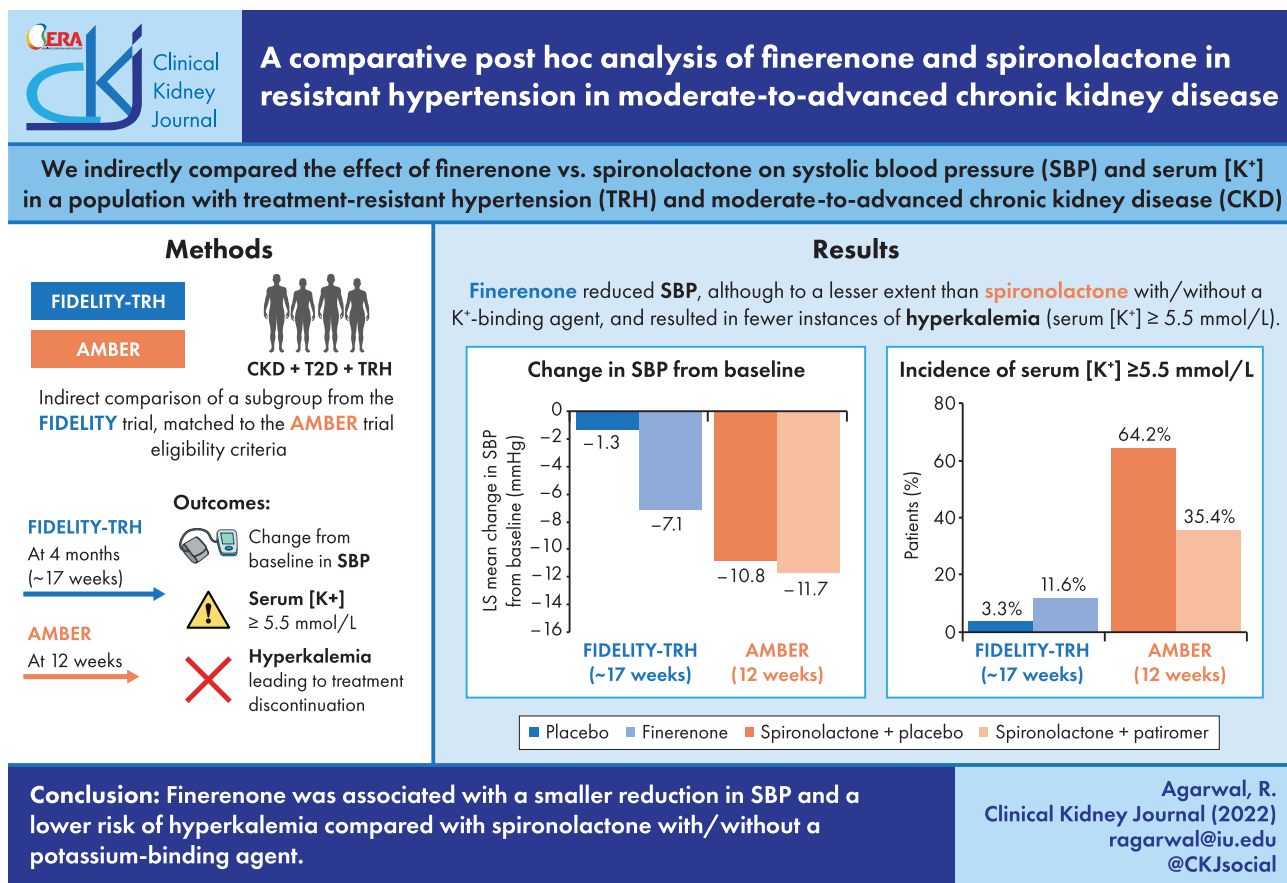 ERA
CKJ
Clinical
Kidney
Journal
A comparative post hoc analysis of finerenone and spironolactone in
resistant hypertension in moderate-to-advanced chronic kidney disease
We indirectly compared the effect of finerenone vs. spironolactone on systolic blood pressure (SBP) and serum [K⁺]
in a population with treatment-resistant hypertension (TRH) and moderate-to-advanced chronic kidney disease (CKD)
Methods
FIDELITY-TRH
AMBER
CKD + T2D + TRH
Indirect comparison of a subgroup from the
FIDELITY trial, matched to the AMBER trial
eligibility criteria
Outcomes:
FIDELITY-TRH
At 4 months
(~17 weeks)
AMBER
At 12 weeks
Change from
baseline in SBP
Serum [K+]
≥ 5.5 mmol/L
Hyperkalemia
leading to treatment
discontinuation
Results
Finerenone reduced SBP, although to a lesser extent than spironolactone with/without a
K⁺-binding agent, and resulted in fewer instances of hyperkalemia (serum [K⁺] ≥ 5.5 mmol/L).
Change in SBP from baseline
LS mean change in SBP
from baseline (mmHg)
0
−2
−4
−6
−8
−10
−12
−14
−16
−1.3
−7.1
−10.8
−11.7
FIDELITY-TRH
(~17 weeks)
AMBER
(12 weeks)
Incidence of serum [K⁺] ≥5.5 mmol/L
Patients (%)
80
60
40
20
0
3.3%
11.6%
64.2%
35.4%
FIDELITY-TRH
(~17 weeks)
AMBER
(12 weeks)
Placebo
Finerenone
Spironolactone + placebo
Spironolactone + patiromer
Conclusion: Finerenone was associated with a smaller reduction in SBP and a
lower risk of hyperkalemia compared with spironolactone with/without a
potassium-binding agent.
Agarwal, R.
Clinical Kidney Journal (2022)
ragarwal@iu.edu
@CKJsocial